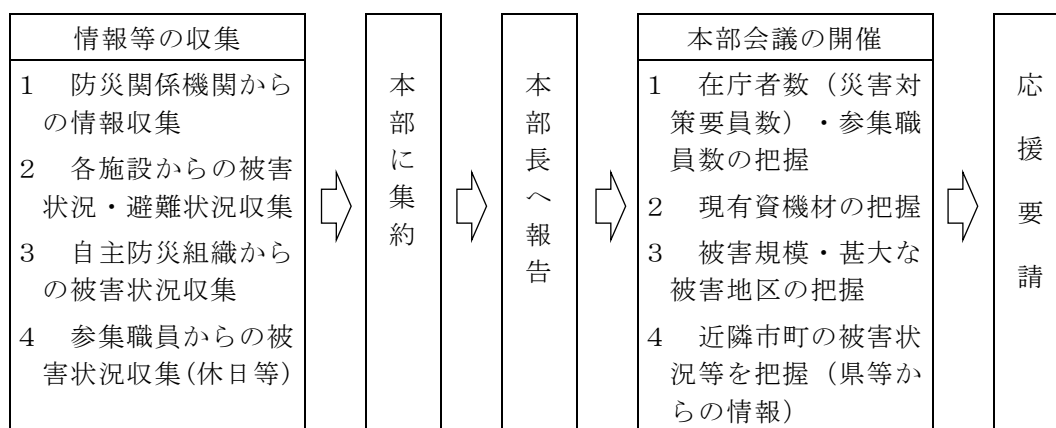 情報等の収集
1　防災関係機関から
の情報収集
2　各施設からの被害
状況・避難状況収集
3　自主防災組織から
の被害状況収集
4　参集職員からの被
害状況収集(休日等)
本部に集約
本部長へ報告
本部会議の開催
1　在庁者数（災害対
策要員数）・参集職
員数の把握
2　現有資機材の把握
3　被害規模・甚大な
被害地区の把握
4　近隣市町の被害状
況等を把握（県等か
らの情報）
応援要請